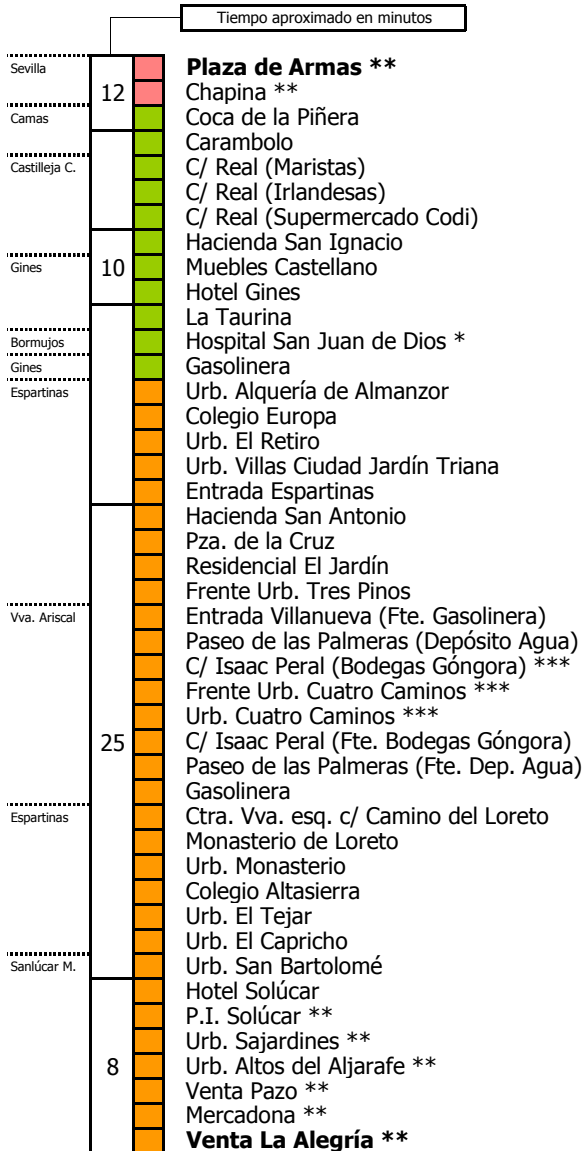 Tiempo aproximado en minutos
Sevilla Plaza de Armas **
12 Chapina **
Camas Coca de la Piñera
Carambolo
Castilleja C. C/ Real (Maristas)
C/ Real (Irlandesas)
C/ Real (Supermercado Codi)
Hacienda San Ignacio
Gines 10 Muebles Castellano
Hotel Gines
La Taurina
Bormujos Hospital San Juan de Dios *
Gines Gasolinera
Espartinas Urb. Alquería de Almanzor
Colegio Europa
Urb. El Retiro
Urb. Villas Ciudad Jardín Triana
Entrada Espartinas
Hacienda San Antonio
Pza. de la Cruz
Residencial El Jardín
Frente Urb. Tres Pinos
Vva. Ariscal Entrada Villanueva (Fte. Gasolinera)
Paseo de las Palmeras (Depósito Agua)
C/ Isaac Peral (Bodegas Góngora) ***
Frente Urb. Cuatro Caminos ***
Urb. Cuatro Caminos ***
25 C/ Isaac Peral (Fte. Bodegas Góngora)
Paseo de las Palmeras (Fte. Dep. Agua)
Gasolinera
Espartinas Ctra. Vva. esq. c/ Camino del Loreto
Monasterio de Loreto
Urb. Monasterio
Colegio Altasierra
Urb. El Tejar
Urb. El Capricho
Sanlúcar M. Urb. San Bartolomé
Hotel Solúcar
P.I. Solúcar **
Urb. Sajardines **
8 Urb. Altos del Aljarafe **
Venta Pazo **
Mercadona **
Venta La Alegría **